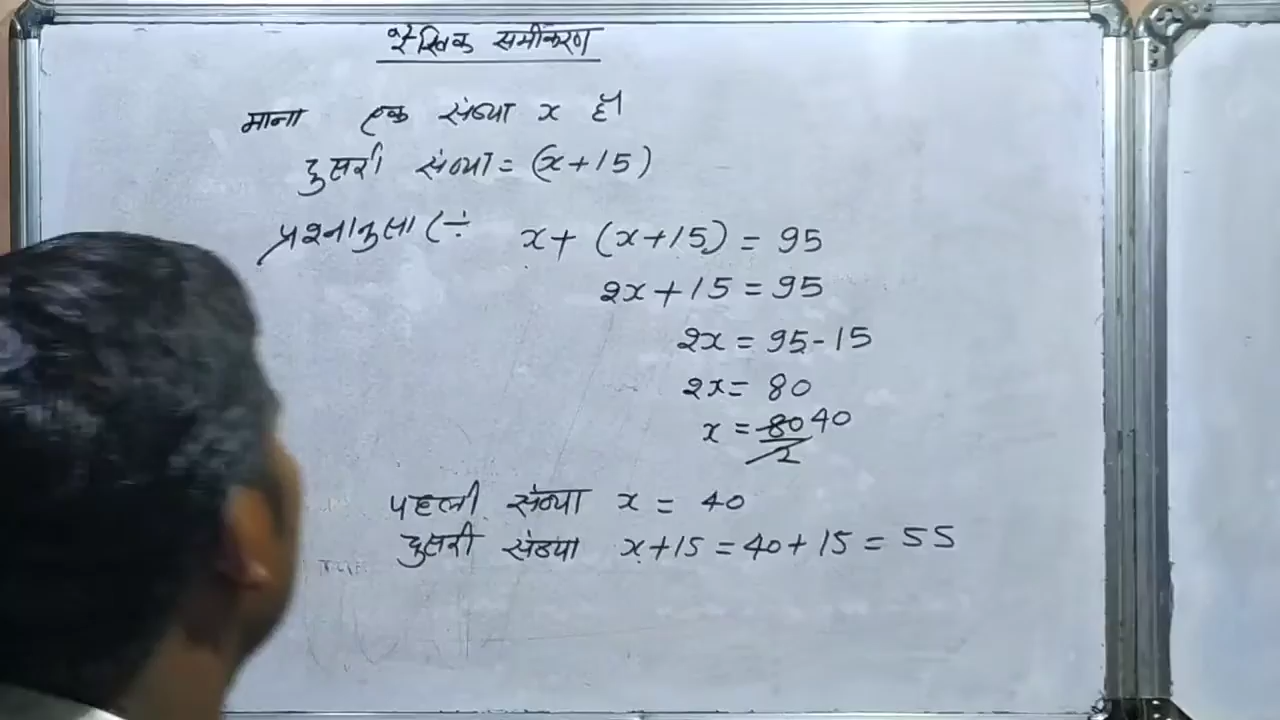 रैखिक समीकरण
माना एक संख्या x है
दुसरी संख्या = (x+15)
प्रश्नानुसार ÷ x + (x+15) = 95
2x + 15 = 95
2x = 95 - 15
2x = 80
x = 80/2 40
पहली संख्या x = 40
दुसरी संख्या x+15 = 40 + 15 = 55